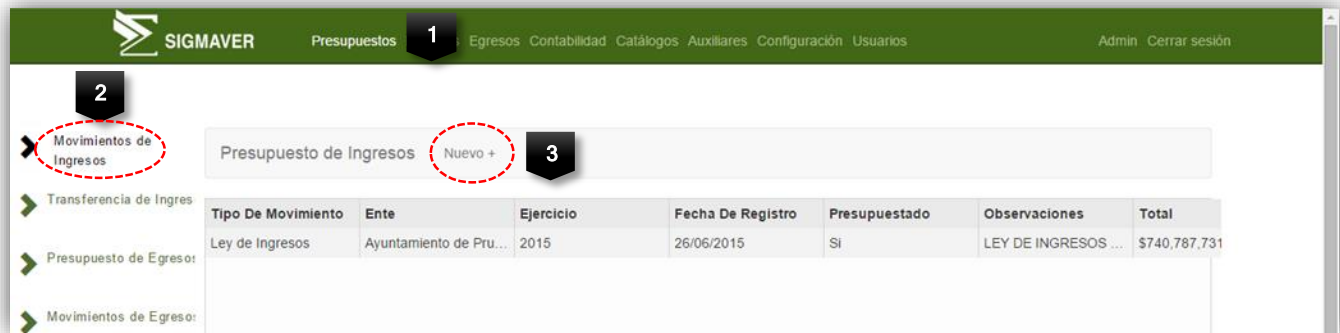 SIGMAVER Presupuestos 1 Egresos Contabilidad Catálogos Auxiliares Configuración Usuarios Admin Cerrar sesión
2
Movimientos de
Ingresos
Presupuesto de Ingresos Nuevo + 3
Transferencia de Ingres
Tipo De Movimiento Ente Ejercicio Fecha De Registro Presupuestado Observaciones Total
Ley de Ingresos Ayuntamiento de Pru... 2015 26/06/2015 Si LEY DE INGRESOS ... $740,787,731
Presupuesto de Egresos
Movimientos de Egresos